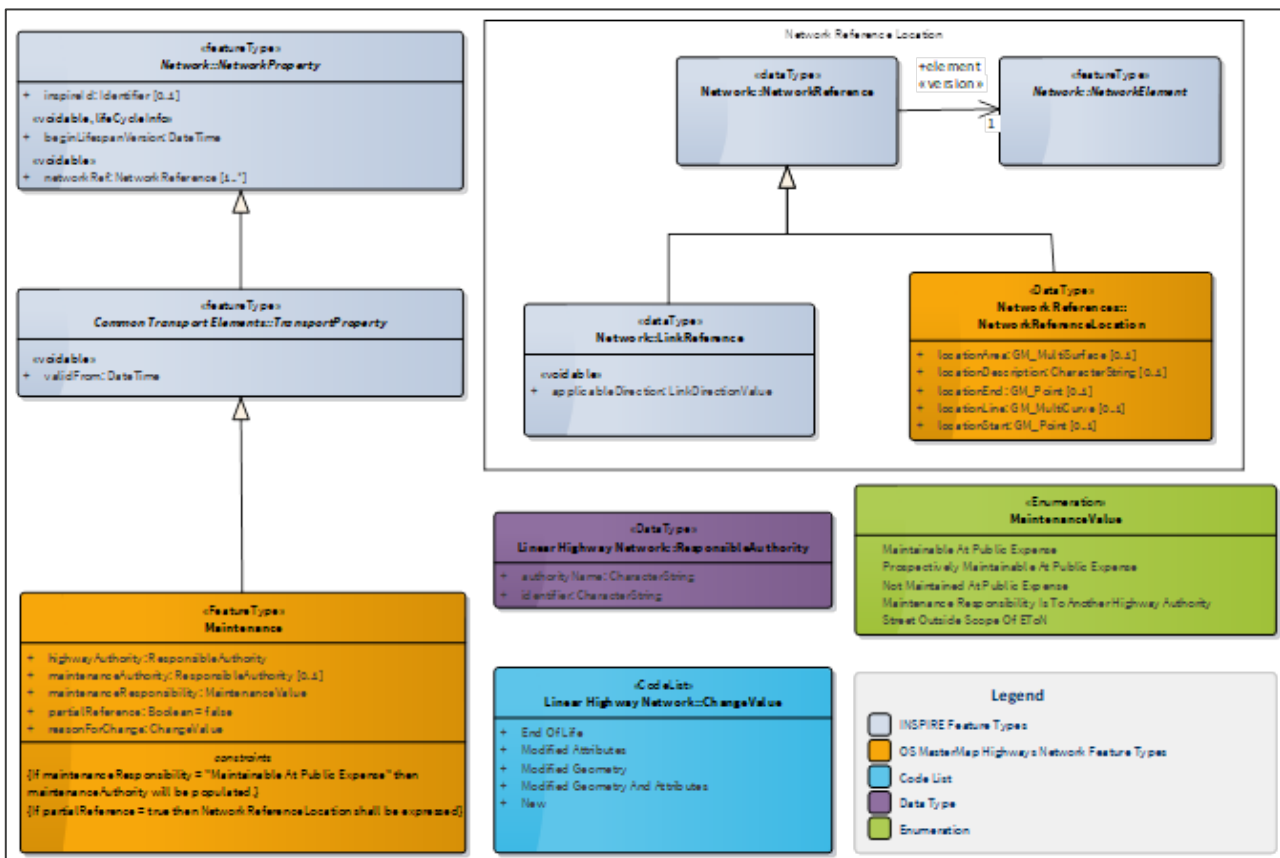 «featureType»
Network::NetworkProperty
+ inspireId: Identifier [0..1]
«voidable, lifeCycleInfo»
+ beginLifespanVersion: DateTime
«voidable»
+ networkRef: NetworkReference [1..*]
«featureType»
Common Transport Elements::TransportProperty
«voidable»
+ validFrom: DateTime
«FeatureType»
Maintenance
+ highwayAuthority: ResponsibleAuthority
+ maintenanceAuthority: ResponsibleAuthority [0..1]
+ maintenanceResponsibility: MaintenanceValue
+ partialReference: Boolean = false
+ reasonForChange: ChangeValue
constraints
{If maintenanceResponsibility = "Maintainable At Public Expense" then
maintenanceAuthority will be populated.}
{If partialReference = true then NetworkReferenceLocation shall be expressed}
Network Reference Location
«dataType»
Network::NetworkReference
+element
«version»
1
«featureType»
Network::NetworkElement
«dataType»
Network::LinkReference
«voidable»
+ applicableDirection: LinkDirectionValue
«DataType»
Network References::
NetworkReferenceLocation
+ locationArea: GM_MultiSurface [0..1]
+ locationDescription: CharacterString [0..1]
+ locationEnd: GM_Point [0..1]
+ locationLine: GM_MultiCurve [0..1]
+ locationStart: GM_Point [0..1]
«DataType»
Linear Highway Network::ResponsibleAuthority
+ authorityName: CharacterString
+ identifier: CharacterString
«Enumeration»
MaintenanceValue
Maintainable At Public Expense
Prospectively Maintainable At Public Expense
Not Maintained At Public Expense
Maintenance Responsibility Is To Another Highway Authority
Street Outside Scope Of EToN
«CodeList»
Linear Highway Network::ChangeValue
+ End Of Life
+ Modified Attributes
+ Modified Geometry
+ Modified Geometry And Attributes
+ New
Legend
INSPIRE Feature Types
OS MasterMap Highways Network Feature Types
Code List
Data Type
Enumeration